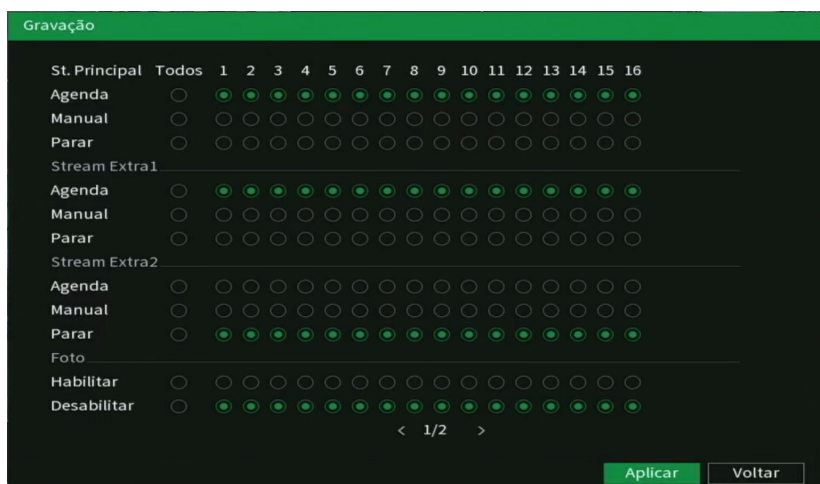 Gravação
St. Principal Todos 1 2 3 4 5 6 7 8 9 10 11 12 13 14 15 16
Agenda
Manual
Parar
Stream Extra1
Agenda
Manual
Parar
Stream Extra2
Agenda
Manual
Parar
Foto
Habilitar
Desabilitar
< 1/2 >
Aplicar Voltar